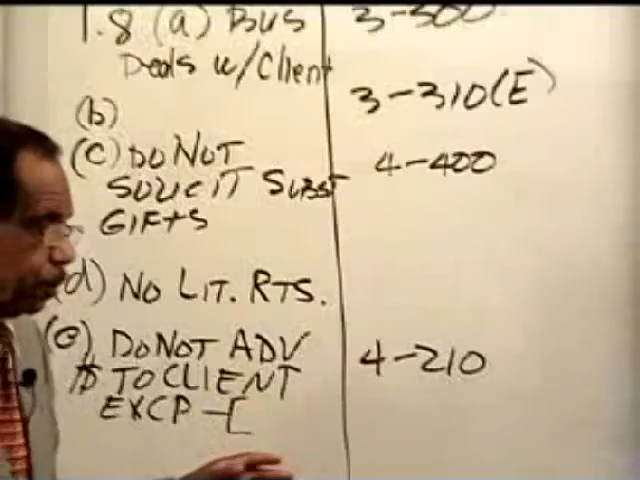 1.8 (a) BUS 3-300
Deals w/Client
(b) 3-310(E)
(C) DO NOT 4-400
SOLICIT SUBST
GIFTS
(d) NO LIT. RTS.
(e) DO NOT ADV 4-210
$ TO CLIENT
EXCP -[